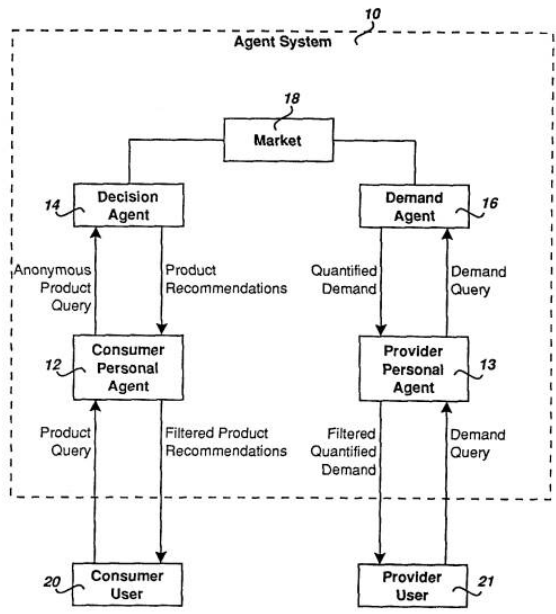 10
Agent System
18
Market
Decision
Agent
14
Demand
Agent
16
Anonymous
Product
Query
Product
Recommendations
Quantified
Demand
Demand
Query
Consumer
Personal
Agent
12
Provider
Personal
Agent
13
Product
Query
Filtered Product
Recommendations
Filtered
Quantified
Demand
Demand
Query
Consumer
User
20
Provider
User
21